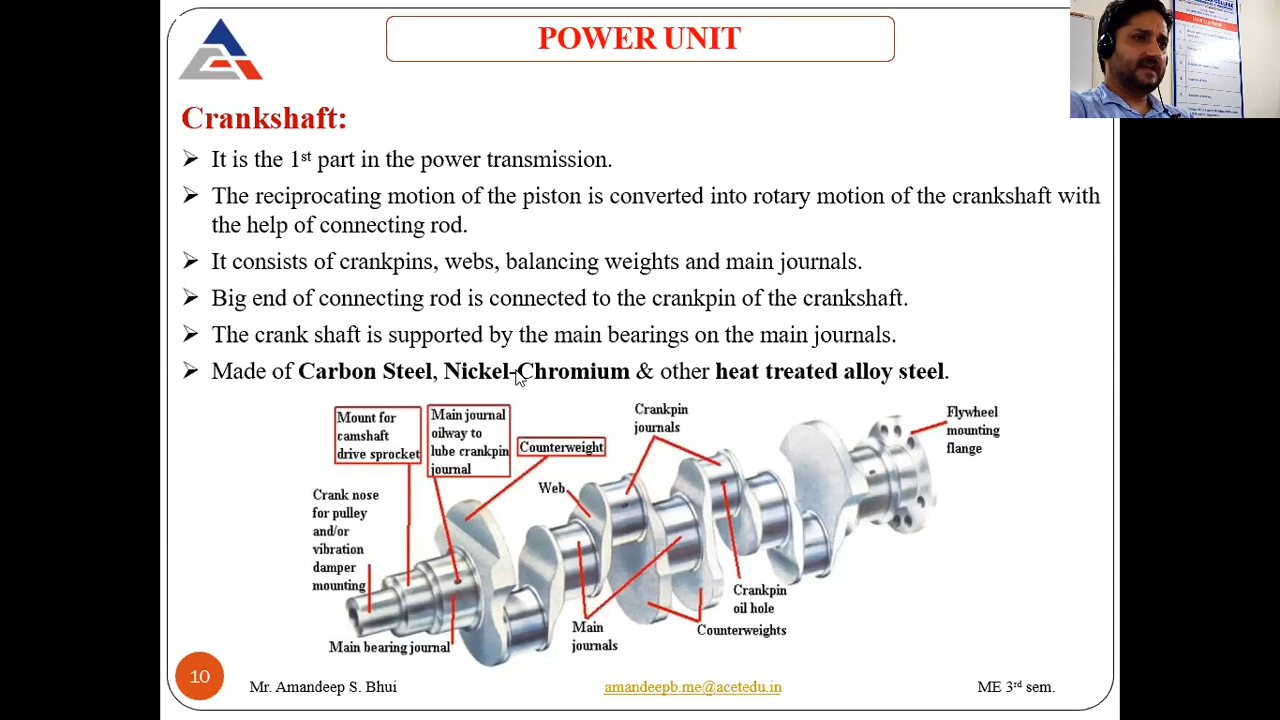 POWER UNIT
Crankshaft:
➢ It is the 1st part in the power transmission.
➢ The reciprocating motion of the piston is converted into rotary motion of the crankshaft with
the help of connecting rod.
➢ It consists of crankpins, webs, balancing weights and main journals.
➢ Big end of connecting rod is connected to the crankpin of the crankshaft.
➢ The crank shaft is supported by the main bearings on the main journals.
➢ Made of Carbon Steel, Nickel-Chromium & other heat treated alloy steel.
Mount for
camshaft
drive sprocket
Main journal
oilway to
lube crankpin
journal
Counterweight
Crankpin
journals
Flywheel
mounting
flange
Web
Crank nose
for pulley
and/or
vibration
damper
mounting
Main bearing journal
Main
journals
Crankpin
oil hole
Counterweights
10
Mr. Amandeep S. Bhui
amandeepb.me@acetedu.in
ME 3rd sem.